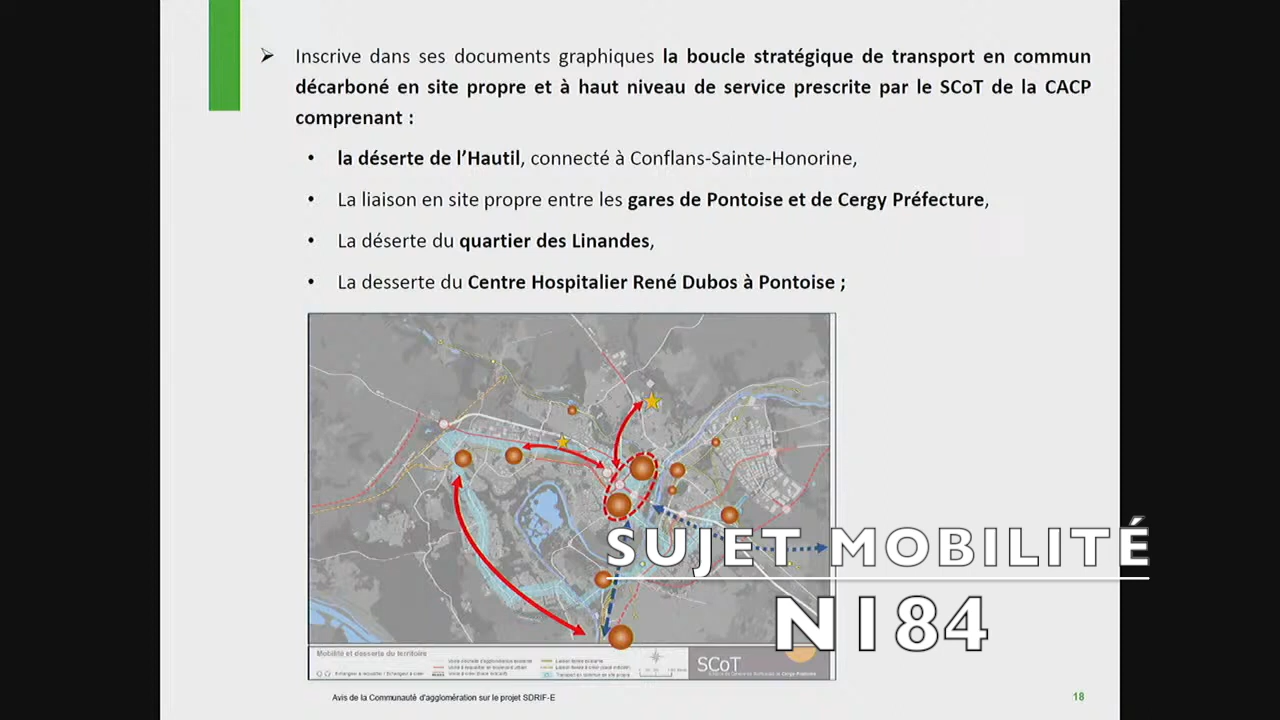 Inscrive dans ses documents graphiques la boucle stratégique de transport en commun
décarboné en site propre et à haut niveau de service prescrite par le SCoT de la CACP
comprenant :
• la déserte de l'Hautil, connecté à Conflans-Sainte-Honorine,
• La liaison en site propre entre les gares de Pontoise et de Cergy Préfecture,
• La déserte du quartier des Linandes,
• La desserte du Centre Hospitalier René Dubos à Pontoise ;
SUJET MOBILITÉ
N184
Mobilité et desserte du territoire
SCoT
Avis de la Communauté d'agglomération sur le projet SDRIF-E
18